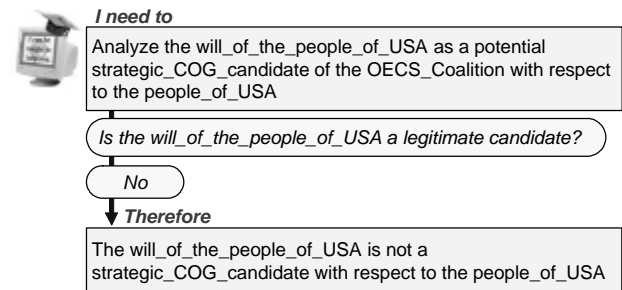 I need to
Analyze the will_of_the_people_of_USA as a potential
strategic_COG_candidate of the OECS_Coalition with respect
to the people_of_USA
Is the will_of_the_people_of_USA a legitimate candidate?
No
Therefore
The will_of_the_people_of_USA is not a
strategic_COG_candidate with respect to the people_of_USA